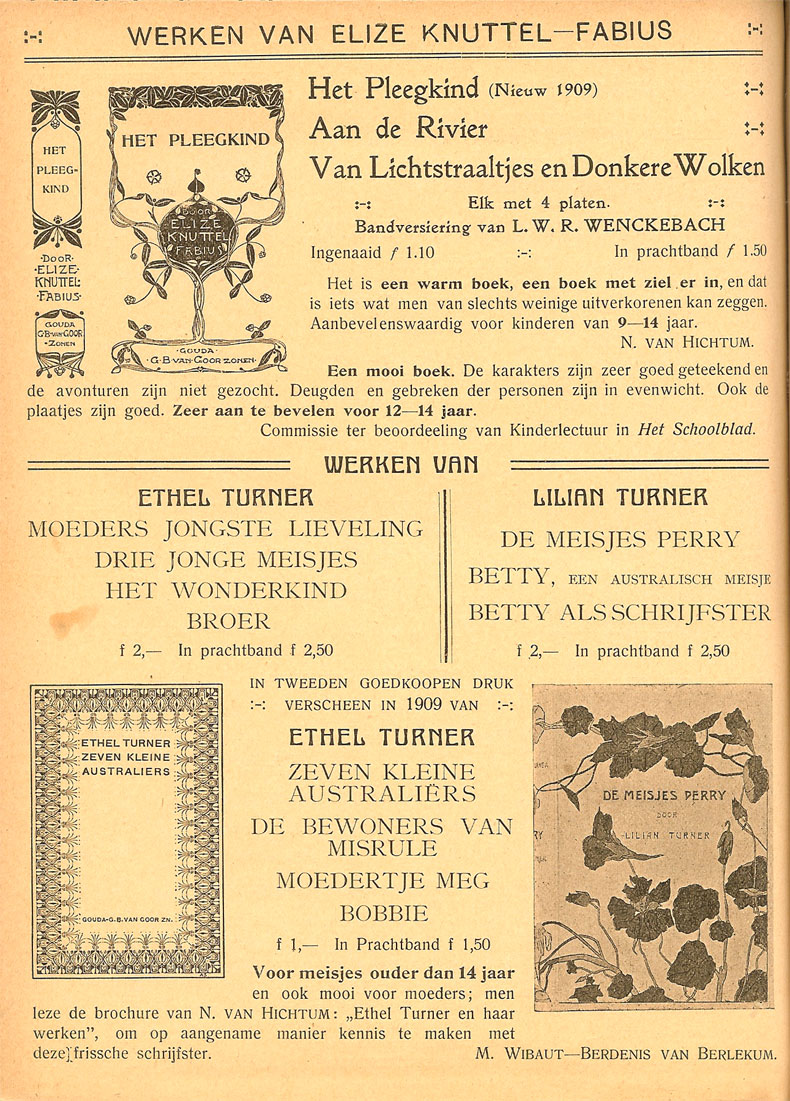 :-: WERKEN VAN ELIZE KNUTTEL—FABIUS :-:
HET
PLEEG-
KIND
·DOOR·
·ELIZE·
KNUTTEL-
·FABIUS·
GOUDA
G·B·VAN·GOOR
·ZONEN·
HET PLEEGKIND
DOOR
ELIZE
KNUTTEL
FABIUS
·GOUDA·
·G·B·VAN·GOOR ZONEN·
Het Pleegkind (Nieuw 1909) :-:
Aan de Rivier :-:
Van Lichtstraaltjes en Donkere Wolken
:-: Elk met 4 platen. :-:
Bandversiering van L. W. R. WENCKEBACH
Ingenaaid ƒ 1.10 :-: In prachtband ƒ 1.50
Het is een warm boek, een boek met ziel er in, en dat
is iets wat men van slechts weinige uitverkorenen kan zeggen.
Aanbevelenswaardig voor kinderen van 9—14 jaar.
N. VAN HICHTUM.
Een mooi boek. De karakters zijn zeer goed geteekend en
de avonturen zijn niet gezocht. Deugden en gebreken der personen zijn in evenwicht. Ook de
plaatjes zijn goed. Zeer aan te bevelen voor 12—14 jaar.
Commissie ter beoordeeling van Kinderlectuur in Het Schoolblad.
WERKEN VAN
ETHEL TURNER
MOEDERS JONGSTE LIEVELING
DRIE JONGE MEISJES
HET WONDERKIND
BROER
f 2,— In prachtband f 2,50
LILIAN TURNER
DE MEISJES PERRY
BETTY, EEN AUSTRALISCH MEISJE
BETTY ALS SCHRIJFSTER
f 2,— In prachtband f 2,50
ETHEL TURNER
ZEVEN KLEINE
AUSTRALIERS
GOUDA-G.B.VAN GOOR ZN.
IN TWEEDEN GOEDKOOPEN DRUK
:-: VERSCHEEN IN 1909 VAN :-:
ETHEL TURNER
ZEVEN KLEINE
AUSTRALIËRS
DE BEWONERS VAN
MISRULE
MOEDERTJE MEG
BOBBIE
f 1,— In Prachtband f 1,50
DE MEISJES PERRY
DOOR
LILIAN TURNER
Voor meisjes ouder dan 14 jaar
en ook mooi voor moeders; men
leze de brochure van N. VAN HICHTUM: „Ethel Turner en haar
werken", om op aangename manier kennis te maken met
deze frissche schrijfster. M. WIBAUT—BERDENIS VAN BERLEKUM.